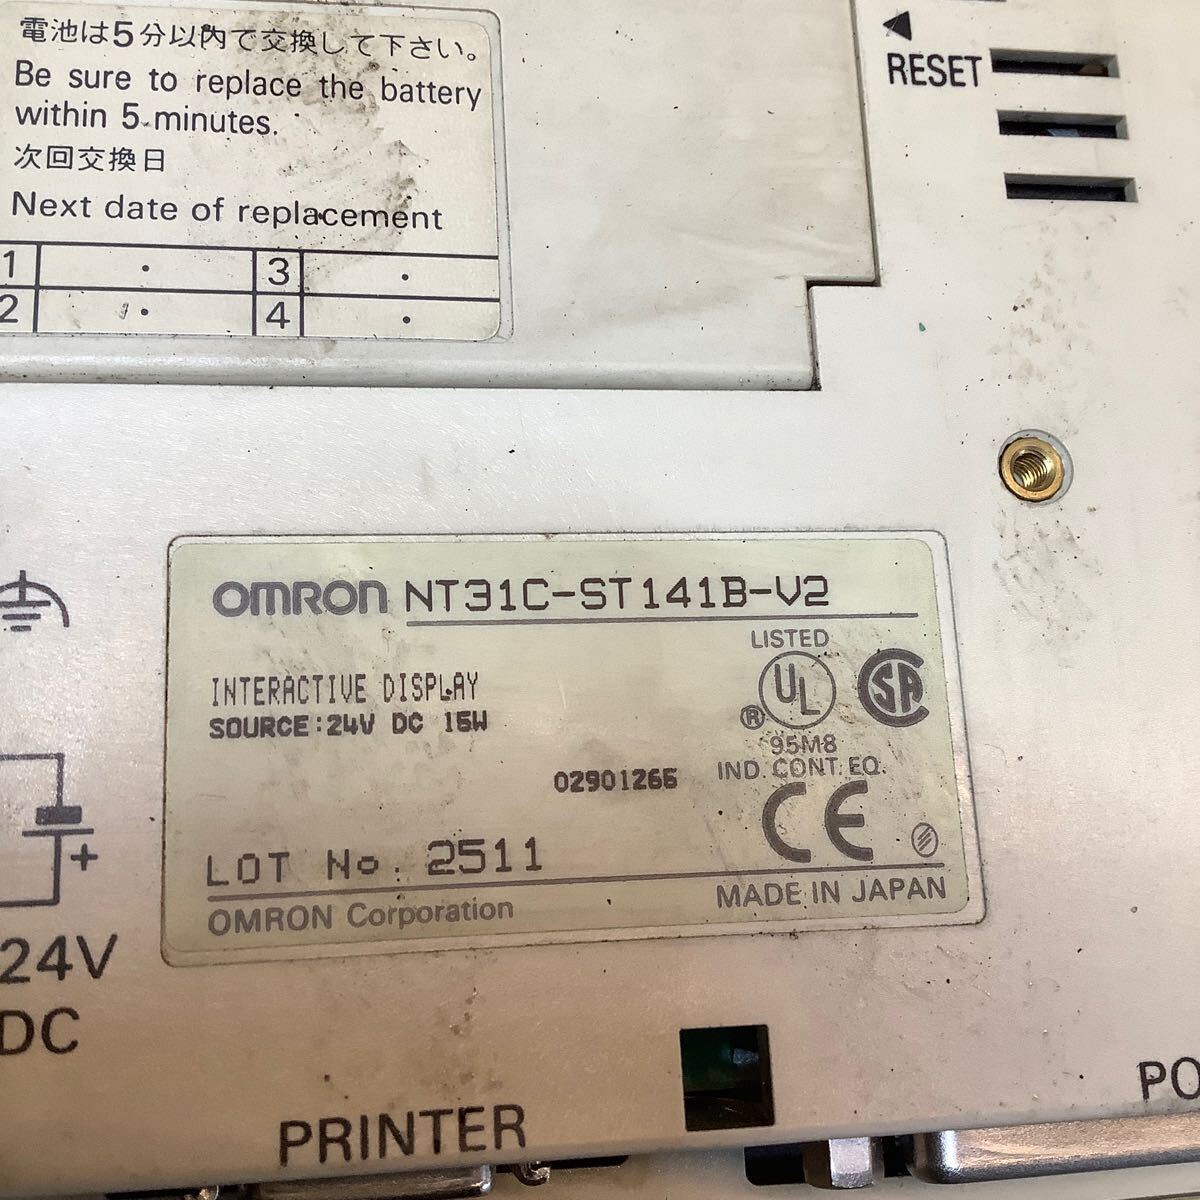 電池は5分以内で交換して下さい。
Be sure to replace the battery
within 5 minutes.
次回交換日
Next date of replacement
1 . 3 .
2 . 4 .
RESET
OMRON NT31C-ST141B-V2
INTERACTIVE DISPLAY
SOURCE:24V DC 15W
02901266
LOT No. 2511
OMRON Corporation
LISTED
UL
®
SA
95M8
IND. CONT. EQ.
CE
MADE IN JAPAN
+
24V
DC
PRINTER
PO